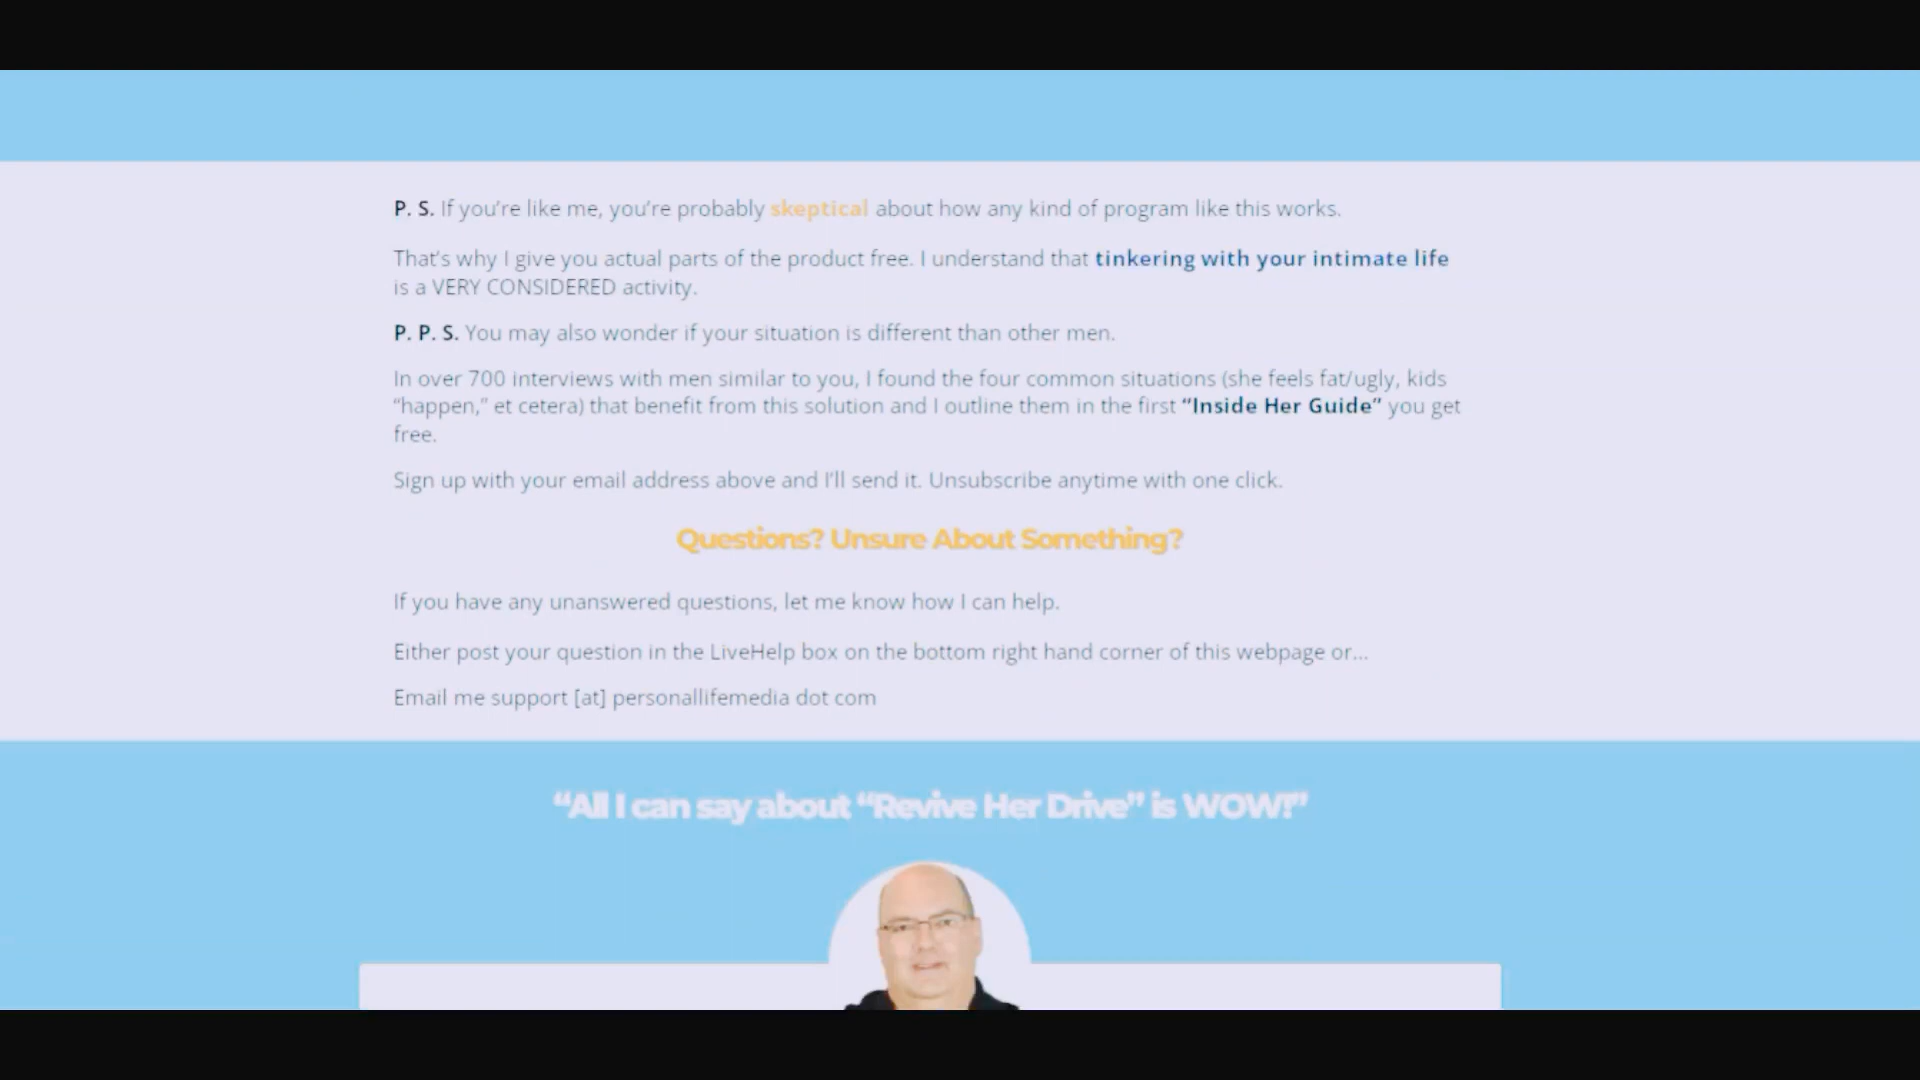 P. S. If you’re like me, you’re probably skeptical about how any kind of program like this works.
That’s why I give you actual parts of the product free. I understand that tinkering with your intimate life
is a VERY CONSIDERED activity.
P. P. S. You may also wonder if your situation is different than other men.
In over 700 interviews with men similar to you, I found the four common situations (she feels fat/ugly, kids
“happen,” et cetera) that benefit from this solution and I outline them in the first “Inside Her Guide” you get
free.
Sign up with your email address above and I’ll send it. Unsubscribe anytime with one click.
Questions? Unsure About Something?
If you have any unanswered questions, let me know how I can help.
Either post your question in the LiveHelp box on the bottom right hand corner of this webpage or...
Email me support [at] personallifemedia dot com
“All I can say about “Revive Her Drive” is WOW!”